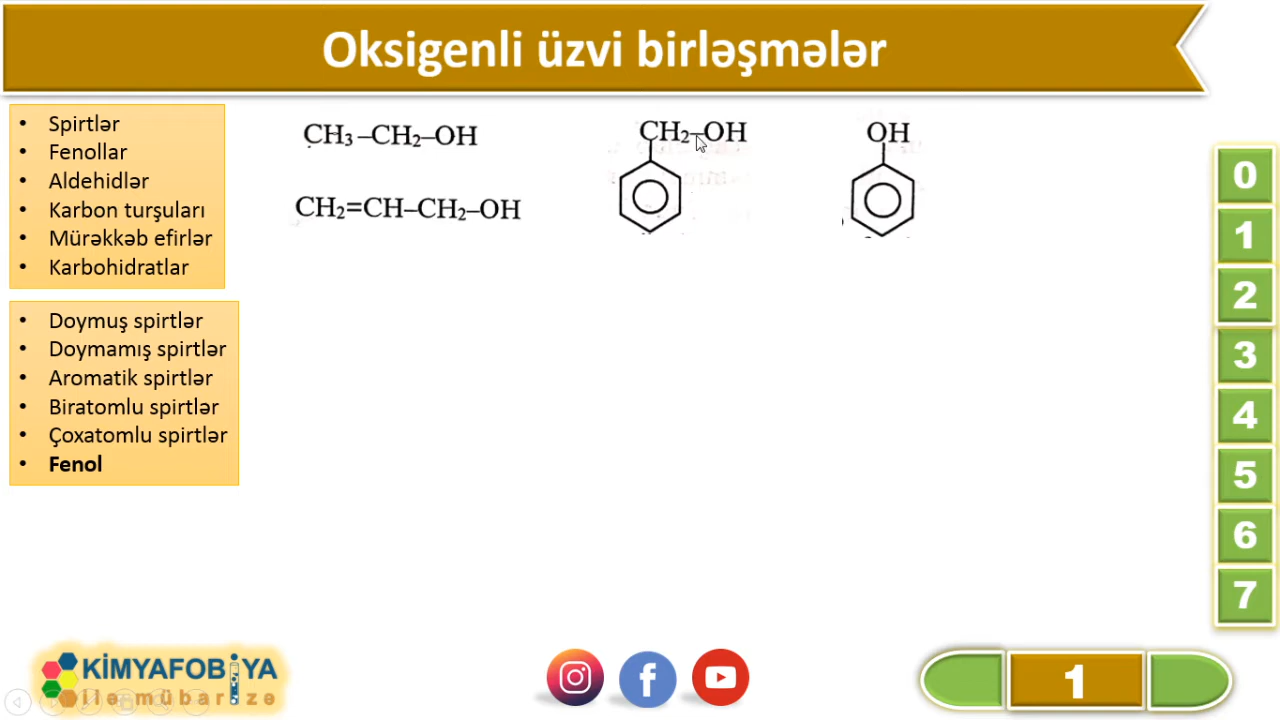 Oksigenli üzvi birləşmələr
• Spirtlər
• Fenollar
• Aldehidlər
• Karbon turşuları
• Mürəkkəb efirlər
• Karbohidratlar
• Doymuş spirtlər
• Doymamış spirtlər
• Aromatik spirtlər
• Biratomlu spirtlər
• Çoxatomlu spirtlər
• Fenol
CH₃–CH₂–OH
CH₂=CH–CH₂–OH
CH₂–OH
OH
0
1
2
3
4
5
6
7
KİMYAFOBİYA
ilə mübarizə
f
1